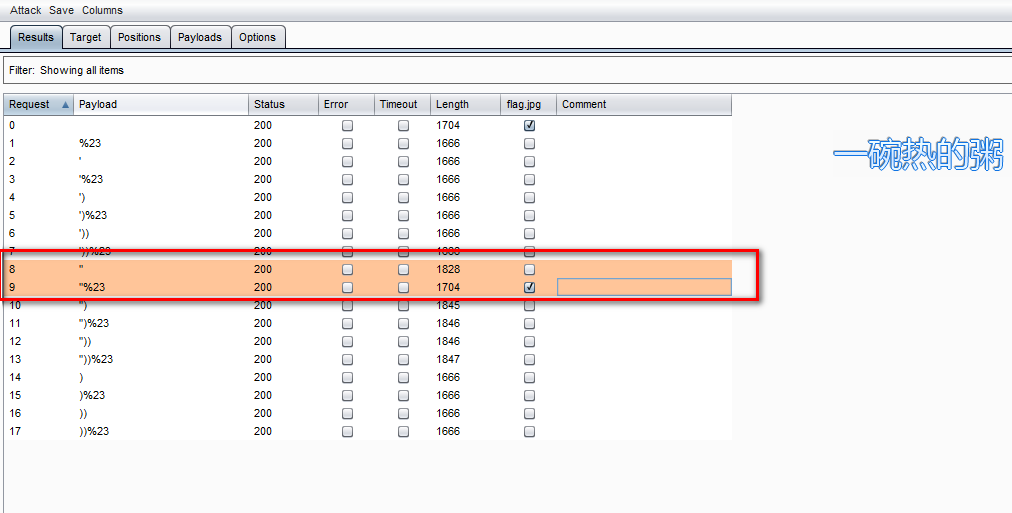 Attack Save Columns
Results Target Positions Payloads Options
Filter: Showing all items
Request Payload Status Error Timeout Length flag.jpg Comment
0 200 1704
1 %23 200 1666
2 ' 200 1666
3 '%23 200 1666
4 ') 200 1666
5 ')%23 200 1666
6 ')) 200 1666
7 '))%23 200 1666
8 " 200 1828
9 "%23 200 1704
10 ") 200 1845
11 ")%23 200 1846
12 ")) 200 1846
13 "))%23 200 1847
14 ) 200 1666
15 )%23 200 1666
16 )) 200 1666
17 ))%23 200 1666
一碗热的粥